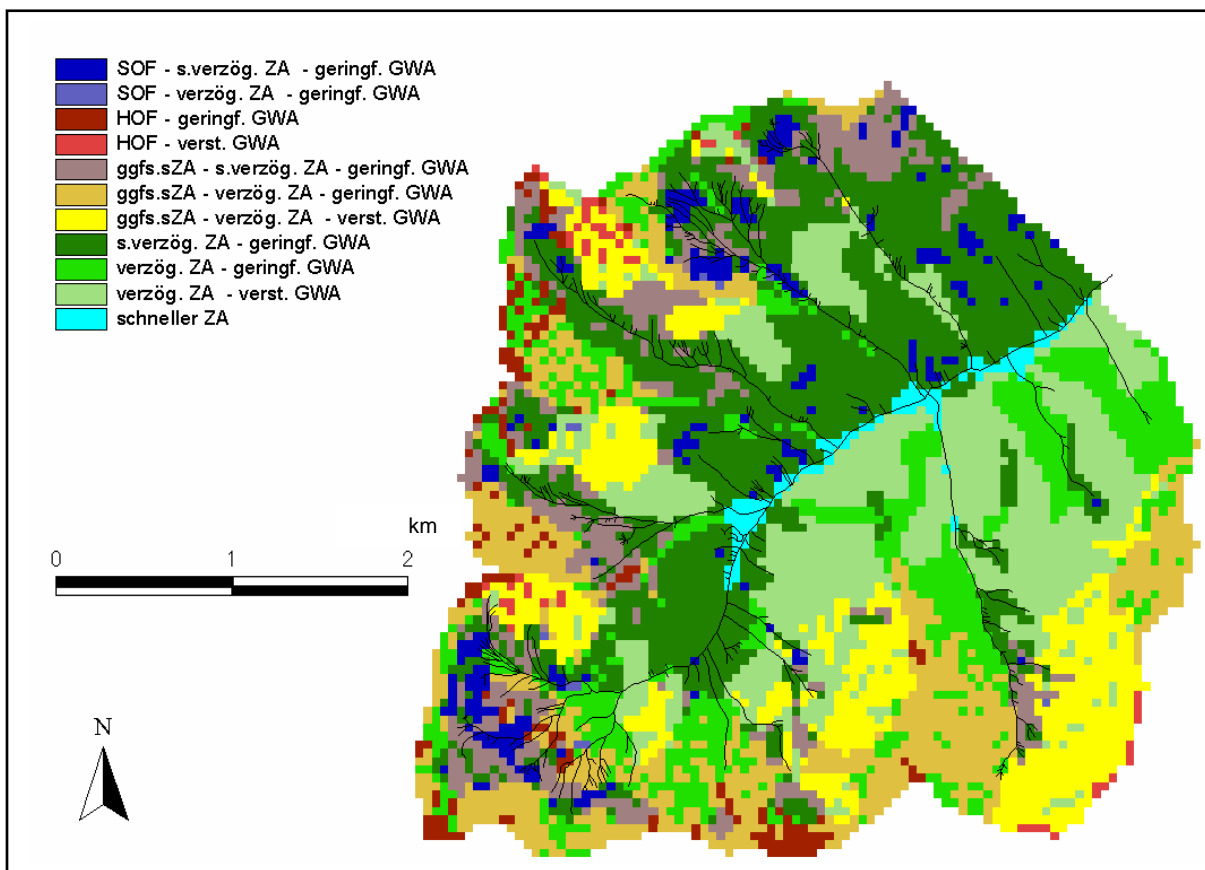 SOF - s.verzög. ZA - geringf. GWA
SOF - verzög. ZA - geringf. GWA
HOF - geringf. GWA
HOF - verst. GWA
ggfs.sZA - s.verzög. ZA - geringf. GWA
ggfs.sZA - verzög. ZA - geringf. GWA
ggfs.sZA - verzög. ZA - verst. GWA
s.verzög. ZA - geringf. GWA
verzög. ZA - geringf. GWA
verzög. ZA - verst. GWA
schneller ZA
km
0 1 2
N